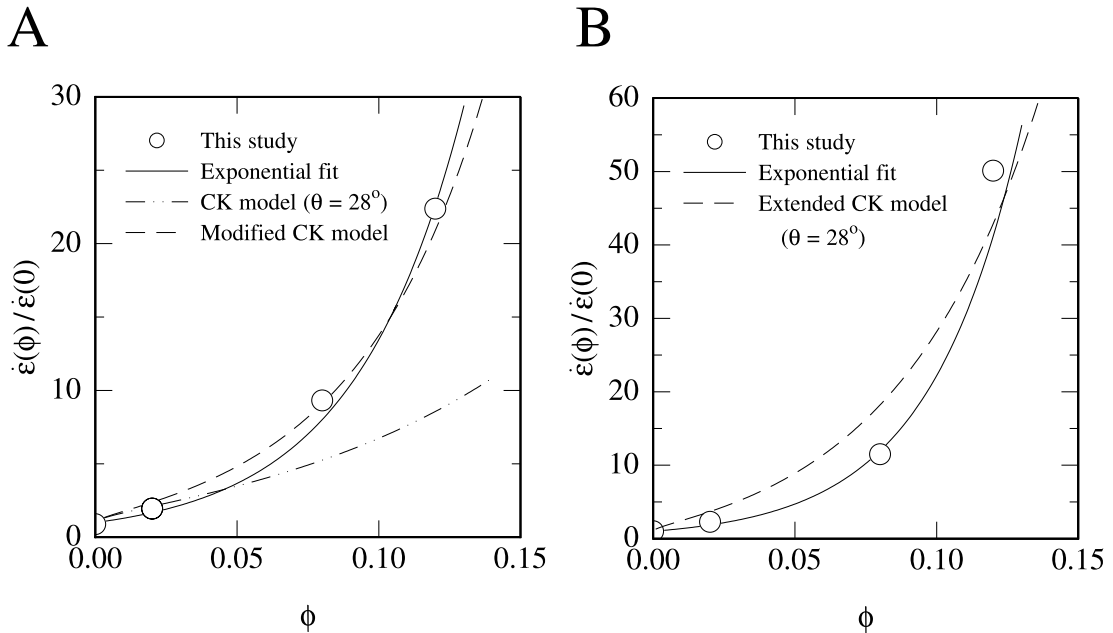 A
30
20
10
0
0.00 0.05 0.10 0.15
This study
Exponential fit
CK model (θ = 28°)
Modified CK model
ε̇(ϕ) / ε̇(0)
ϕ
B
60
50
40
30
20
10
0
0.00 0.05 0.10 0.15
This study
Exponential fit
Extended CK model
(θ = 28°)
ε̇(ϕ) / ε̇(0)
ϕ